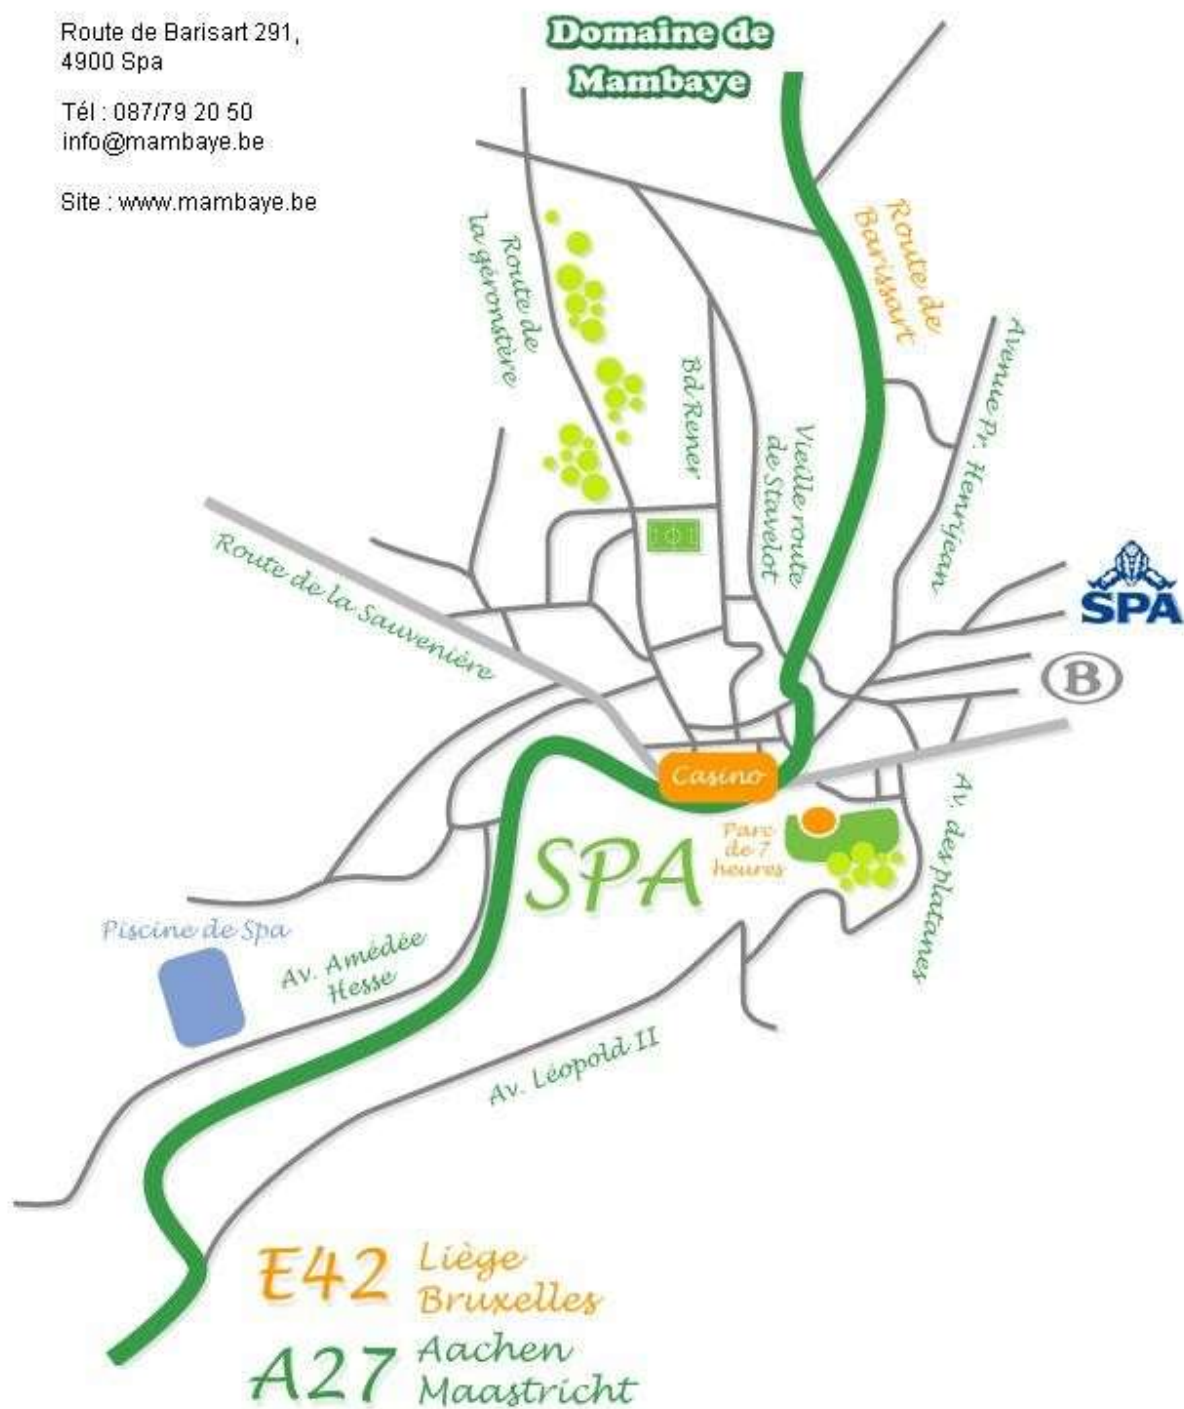 Route de Barisart 291,
4900 Spa
Tél : 087/79 20 50
info@mambaye.be
Site : www.mambaye.be
Domaine de
Mambaye
Route de
Barissart
Route de
la géronstère
Bd Rener
Vieille route
de Stavelot
Avenue Pr. Henrijean
Route de la Sauvenière
SPA
B
Casino
SPA
Parc
de 7
heures
Av. des platanes
Piscine de Spa
Av. Amédée
Hesse
Av. Léopold II
E42
Liège
Bruxelles
A27
Aachen
Maastricht